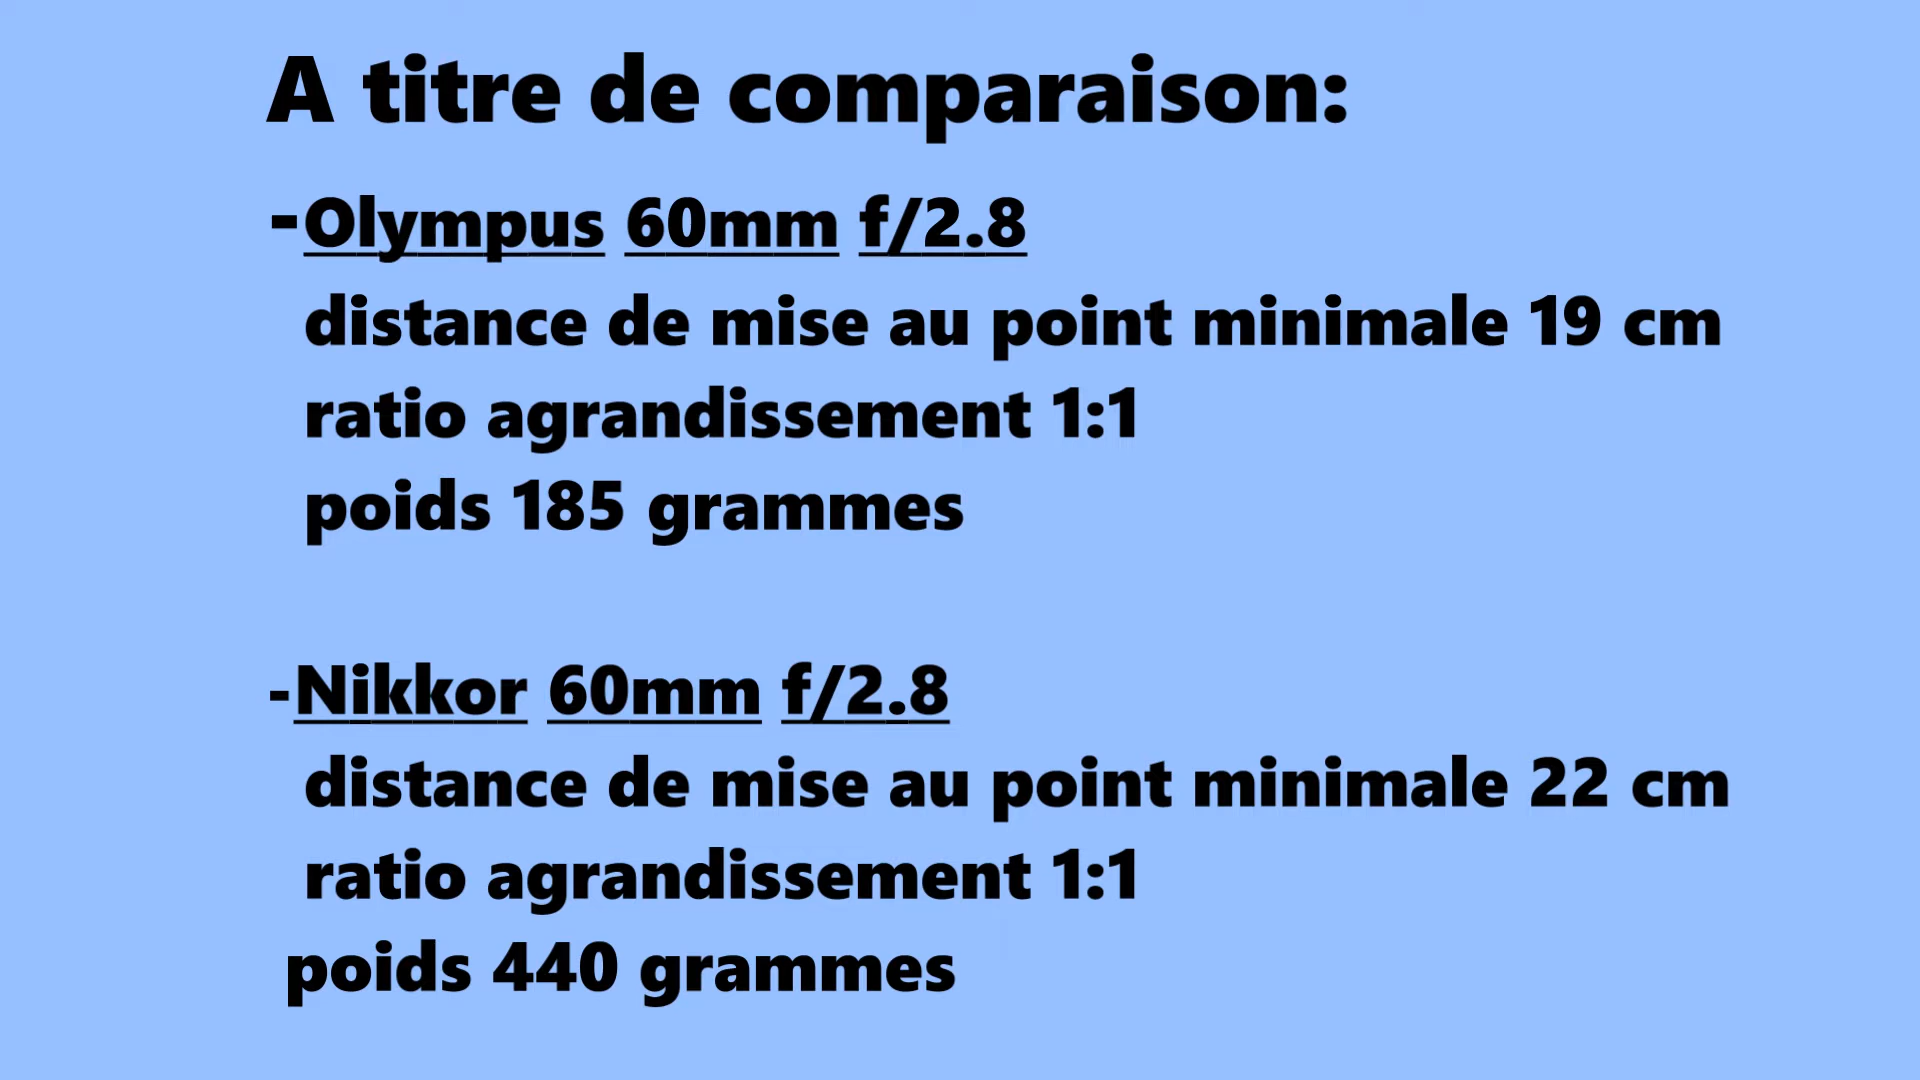 A titre de comparaison:
-Olympus 60mm f/2.8
distance de mise au point minimale 19 cm
ratio agrandissement 1:1
poids 185 grammes
-Nikkor 60mm f/2.8
distance de mise au point minimale 22 cm
ratio agrandissement 1:1
poids 440 grammes